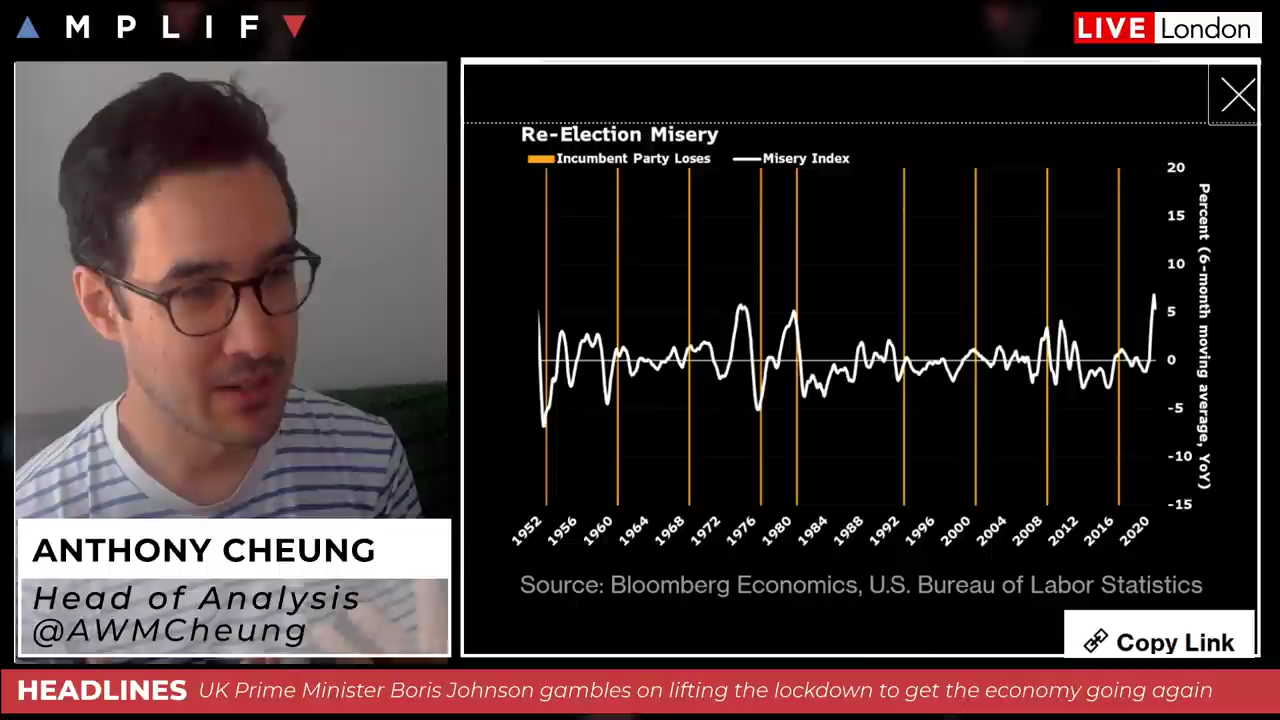 ▲ M P L I F ▼
LIVE London
Re-Election Misery
Incumbent Party Loses Misery Index
20
15
10
5
0
-5
-10
-15
Percent (6-month moving average, YoY)
1952 1956 1960 1964 1968 1972 1976 1980 1984 1988 1992 1996 2000 2004 2008 2012 2016 2020
Source: Bloomberg Economics, U.S. Bureau of Labor Statistics
Copy Link
ANTHONY CHEUNG
Head of Analysis
@AWMCheung
HEADLINES UK Prime Minister Boris Johnson gambles on lifting the lockdown to get the economy going again